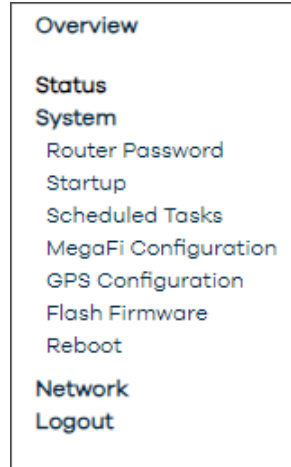 Overview
Status
System
Router Password
Startup
Scheduled Tasks
MegaFi Configuration
GPS Configuration
Flash Firmware
Reboot
Network
Logout